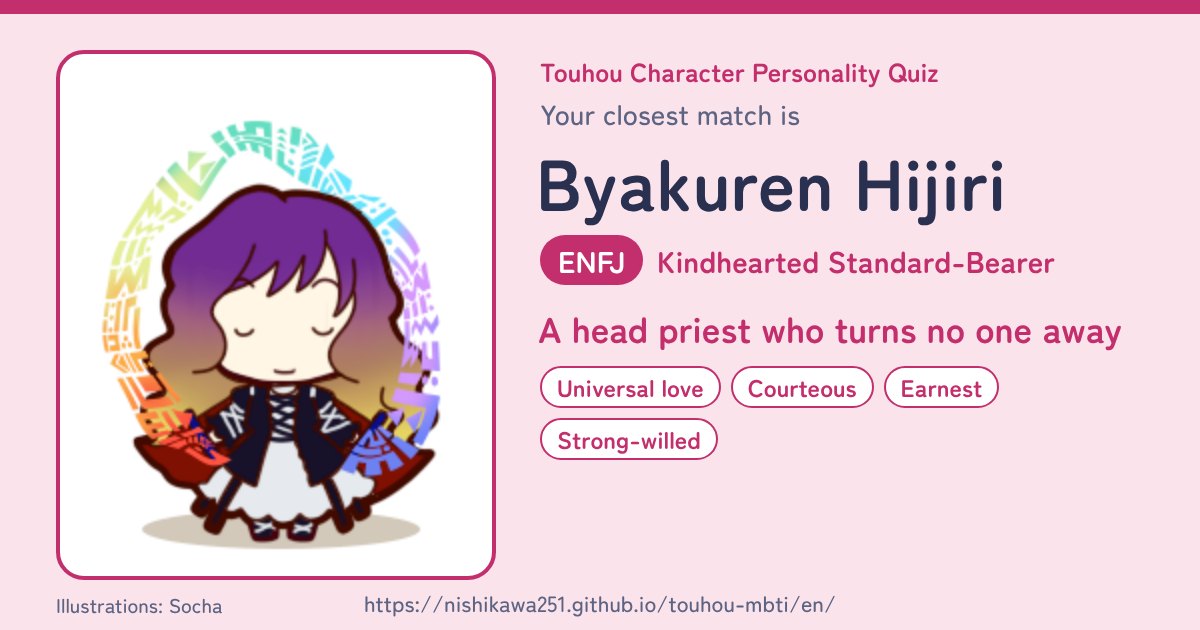 Touhou Character Personality Quiz
Your closest match is
Byakuren Hijiri
ENFJ Kindhearted Standard-Bearer
A head priest who turns no one away
Universal love Courteous Earnest
Strong-willed
Illustrations: Socha https://nishikawa251.github.io/touhou-mbti/en/